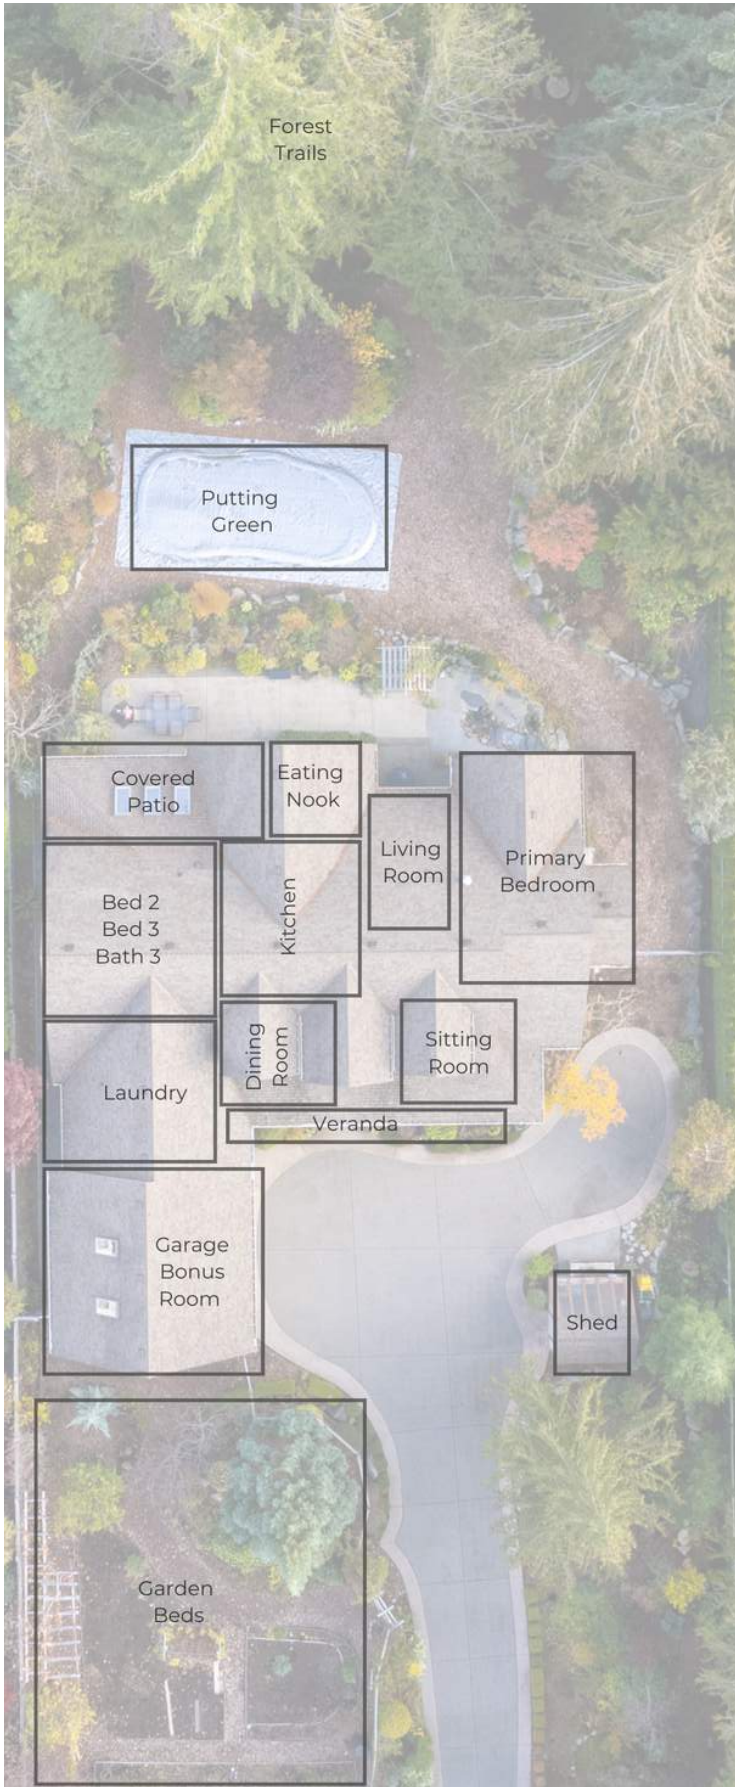 Forest
Trails
Putting
Green
Covered
Patio
Eating
Nook
Living
Room
Primary
Bedroom
Bed 2
Bed 3
Bath 3
Kitchen
Dining
Room
Sitting
Room
Laundry
Veranda
Garage
Bonus
Room
Shed
Garden
Beds